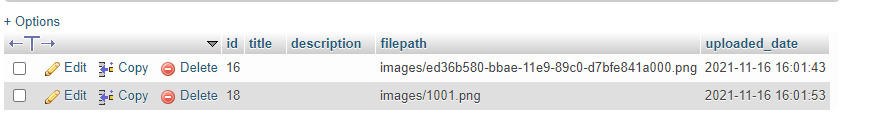 + Options
←T→ id title description filepath uploaded_date
Edit Copy Delete 16 images/ed36b580-bbae-11e9-89c0-d7bfe841a000.png 2021-11-16 16:01:43
Edit Copy Delete 18 images/1001.png 2021-11-16 16:01:53